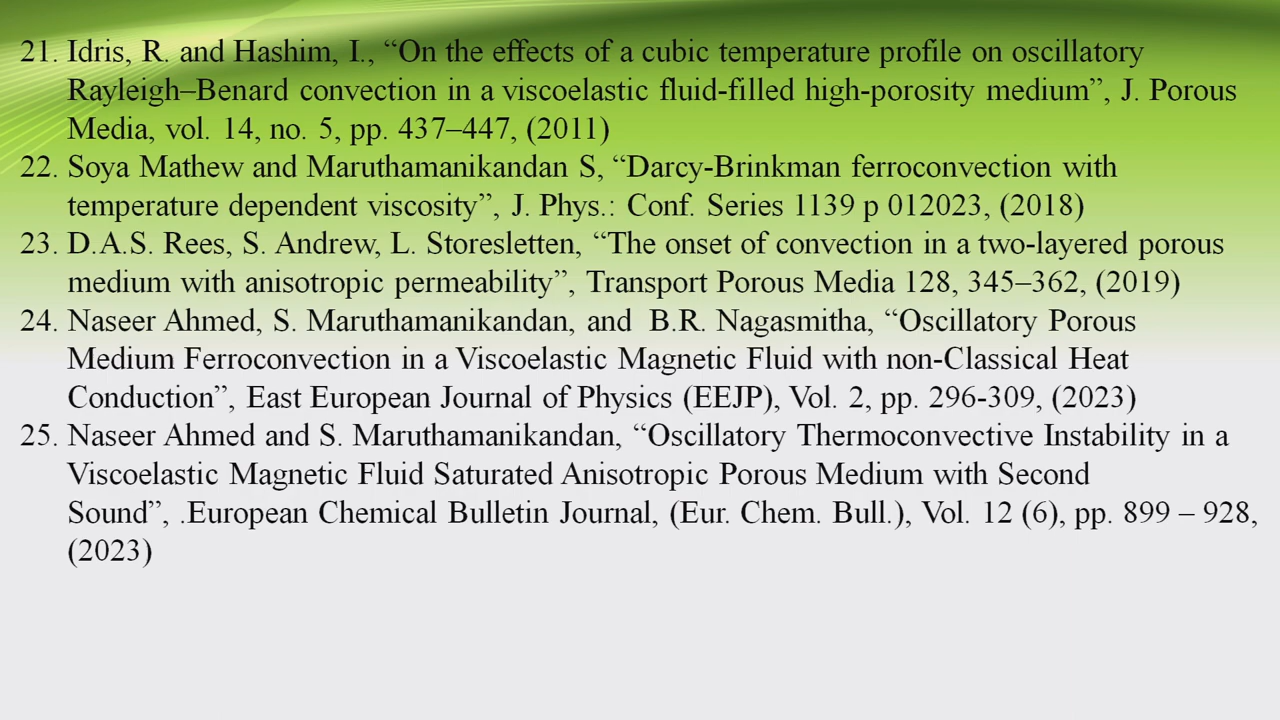 21. Idris, R. and Hashim, I., “On the effects of a cubic temperature profile on oscillatory
Rayleigh–Benard convection in a viscoelastic fluid-filled high-porosity medium”, J. Porous
Media, vol. 14, no. 5, pp. 437–447, (2011)
22. Soya Mathew and Maruthamanikandan S, “Darcy-Brinkman ferroconvection with
temperature dependent viscosity”, J. Phys.: Conf. Series 1139 p 012023, (2018)
23. D.A.S. Rees, S. Andrew, L. Storesletten, “The onset of convection in a two-layered porous
medium with anisotropic permeability”, Transport Porous Media 128, 345–362, (2019)
24. Naseer Ahmed, S. Maruthamanikandan, and B.R. Nagasmitha, “Oscillatory Porous
Medium Ferroconvection in a Viscoelastic Magnetic Fluid with non-Classical Heat
Conduction”, East European Journal of Physics (EEJP), Vol. 2, pp. 296-309, (2023)
25. Naseer Ahmed and S. Maruthamanikandan, “Oscillatory Thermoconvective Instability in a
Viscoelastic Magnetic Fluid Saturated Anisotropic Porous Medium with Second
Sound”, .European Chemical Bulletin Journal, (Eur. Chem. Bull.), Vol. 12 (6), pp. 899 – 928,
(2023)